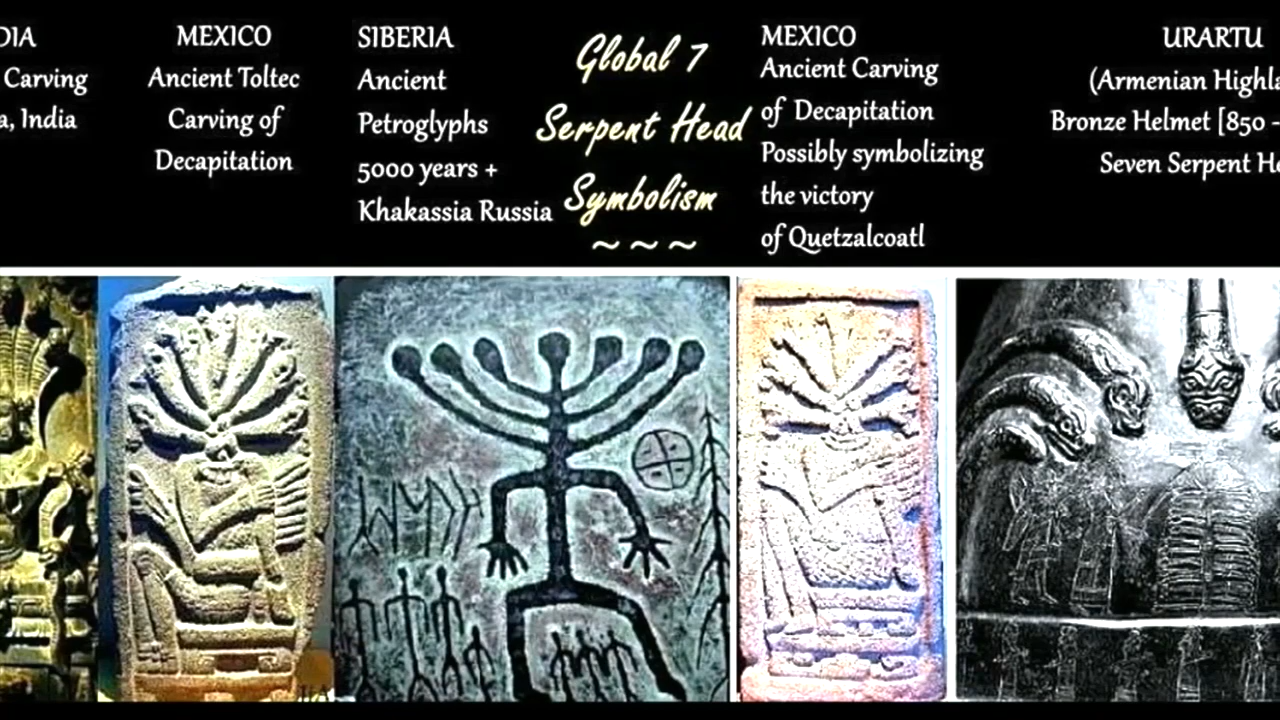 DIA
Carving
a, India
MEXICO
Ancient Toltec
Carving of
Decapitation
SIBERIA
Ancient
Petroglyphs
5000 years +
Khakassia Russia
Global 7
Serpent Head
Symbolism
~ ~ ~
MEXICO
Ancient Carving
of Decapitation
Possibly symbolizing
the victory
of Quetzalcoatl
URARTU
(Armenian Highla
Bronze Helmet [850 -
Seven Serpent He